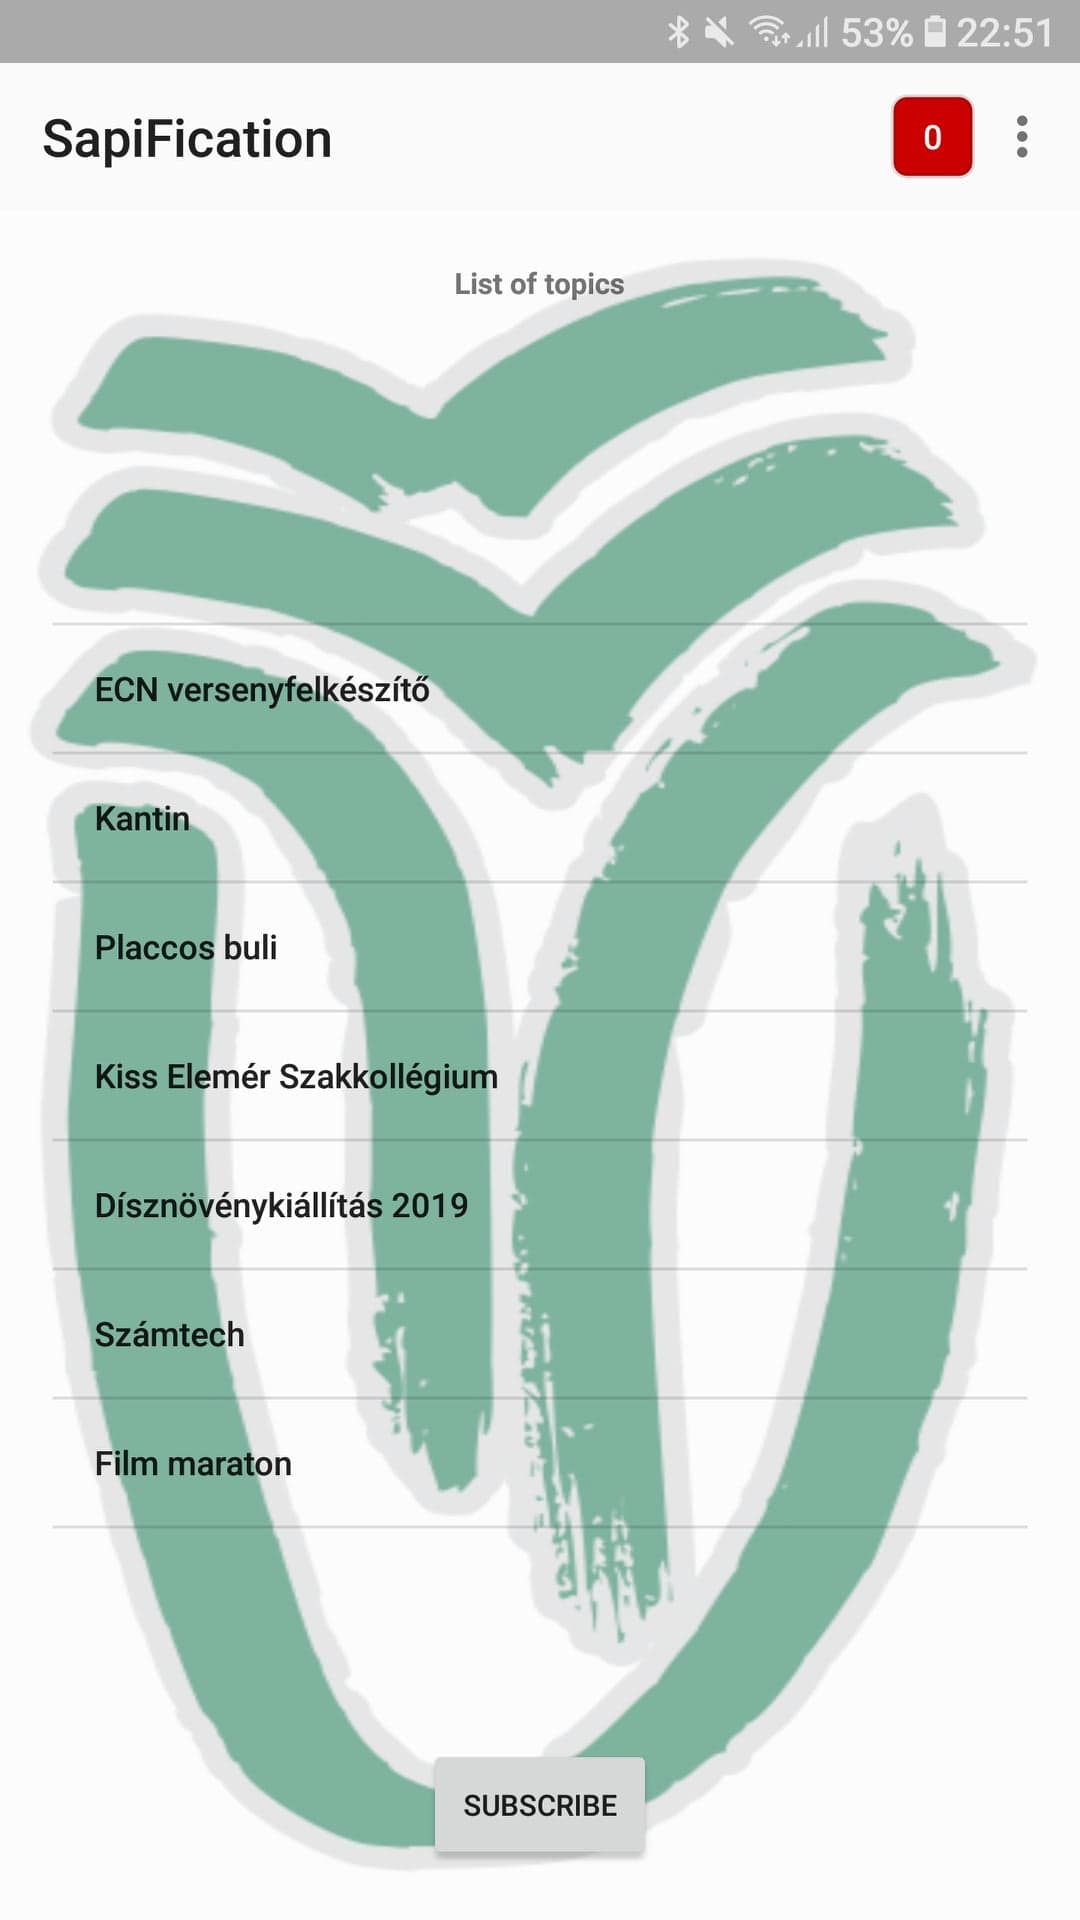 53% 22:51
SapiFication 0
List of topics
ECN versenyfelkészítő
Kantin
Placcos buli
Kiss Elemér Szakkollégium
Dísznövénykiállítás 2019
Számtech
Film maraton
SUBSCRIBE